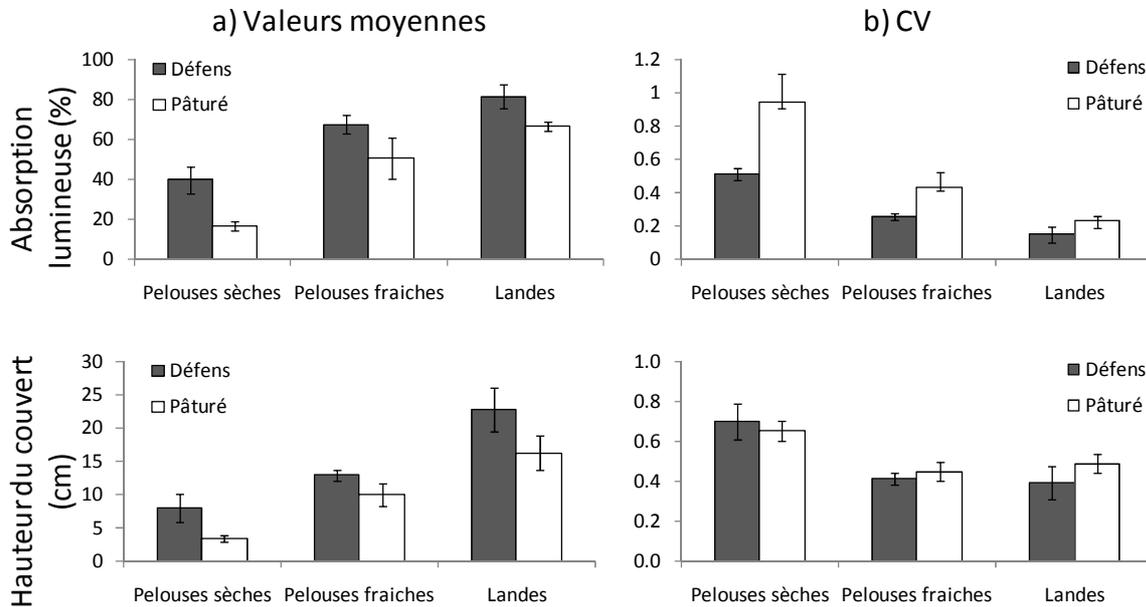 a) Valeurs moyennes
b) CV
Absorption
lumineuse (%)
100
80
60
40
20
0
Défens
Pâturé
Pelouses sèches Pelouses fraiches Landes
1.2
1
0.8
0.6
0.4
0.2
0
Défens
Pâturé
Pelouses sèches Pelouses fraiches Landes
Hauteur du couvert
(cm)
30
25
20
15
10
5
0
Défens
Pâturé
Pelouses sèches Pelouses fraiches Landes
1.0
0.8
0.6
0.4
0.2
0.0
Défens
Pâturé
Pelouses sèches Pelouses fraiches Landes